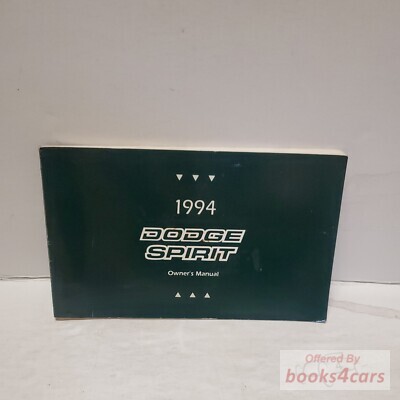 1994
DODGE
SPIRIT
Owner's Manual
Offered By
books4cars